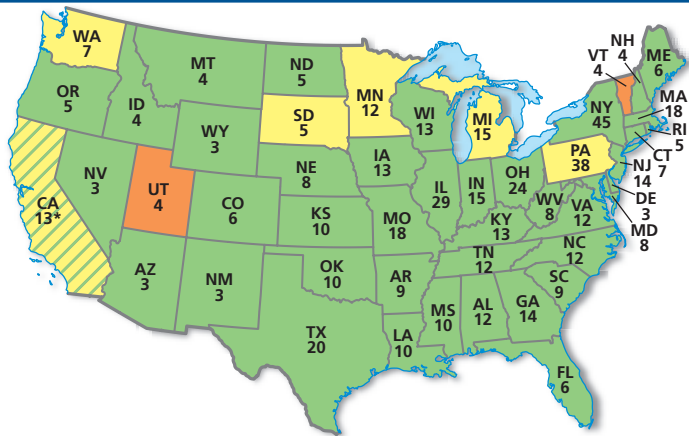 WA
7
OR
5
CA
13*
NV
3
ID
4
MT
4
WY
3
UT
4
AZ
3
CO
6
NM
3
ND
5
SD
5
NE
8
KS
10
OK
10
TX
20
MN
12
IA
13
MO
18
AR
9
LA
10
WI
13
IL
29
MI
15
IN
15
OH
24
KY
13
TN
12
MS
10
AL
12
GA
14
FL
6
SC
9
NC
12
VA
12
WV
8
PA
38
NY
45
VT
4
NH
4
ME
6
MA
18
RI
5
CT
7
NJ
14
DE
3
MD
8